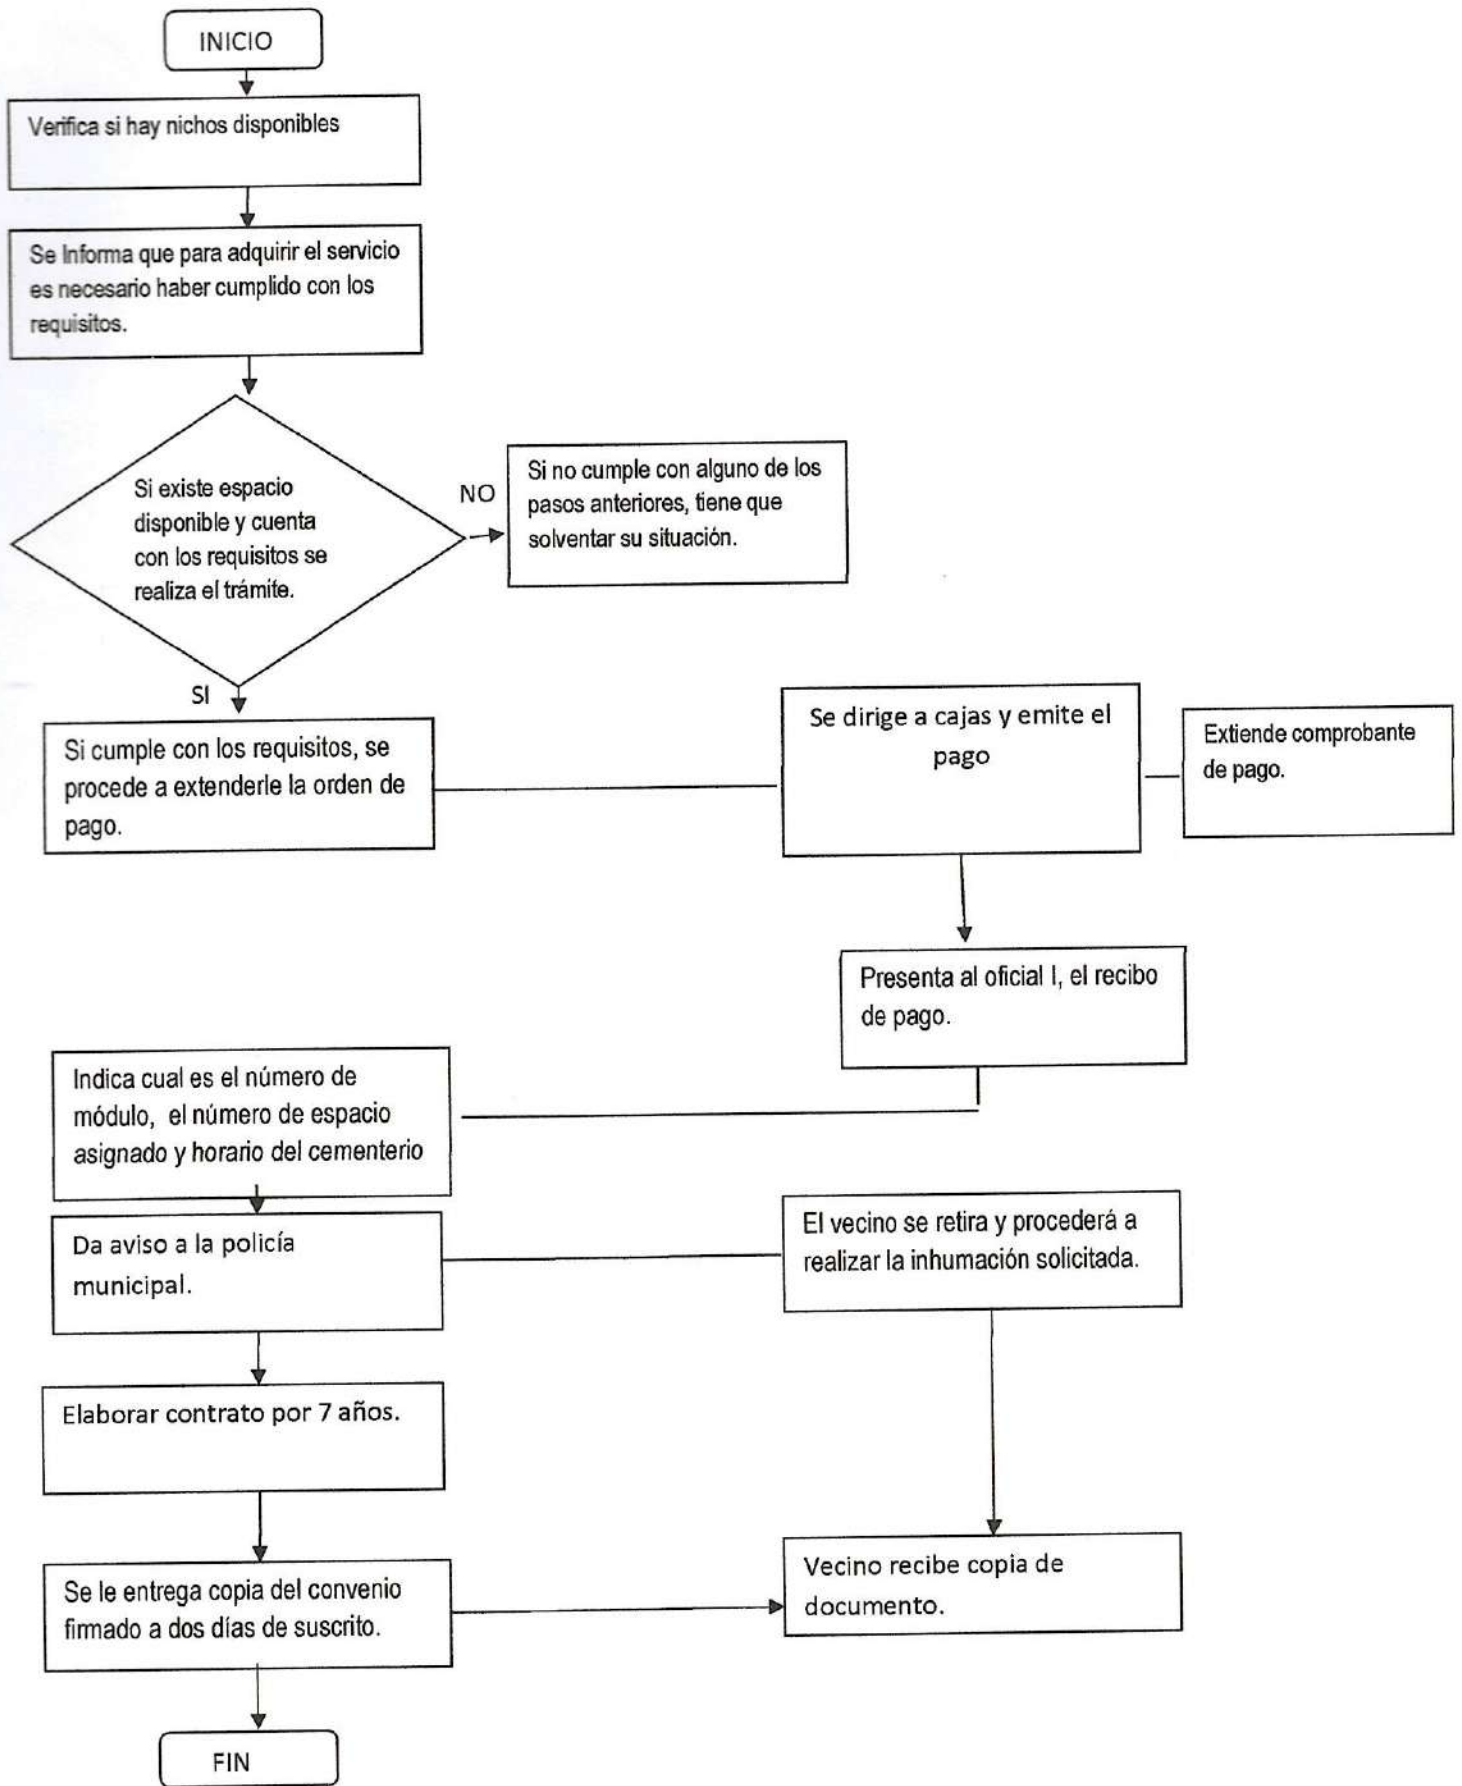 INICIO
Verifica si hay nichos disponibles
Se Informa que para adquirir el servicio
es necesario haber cumplido con los
requisitos.
Si existe espacio
disponible y cuenta
con los requisitos se
realiza el trámite.
NO
Si no cumple con alguno de los
pasos anteriores, tiene que
solventar su situación.
SI
Si cumple con los requisitos, se
procede a extenderle la orden de
pago.
Se dirige a cajas y emite el
pago
Extiende comprobante
de pago.
Presenta al oficial I, el recibo
de pago.
Indica cual es el número de
módulo, el número de espacio
asignado y horario del cementerio
Da aviso a la policía
municipal.
El vecino se retira y procederá a
realizar la inhumación solicitada.
Elaborar contrato por 7 años.
Se le entrega copia del convenio
firmado a dos días de suscrito.
Vecino recibe copia de
documento.
FIN